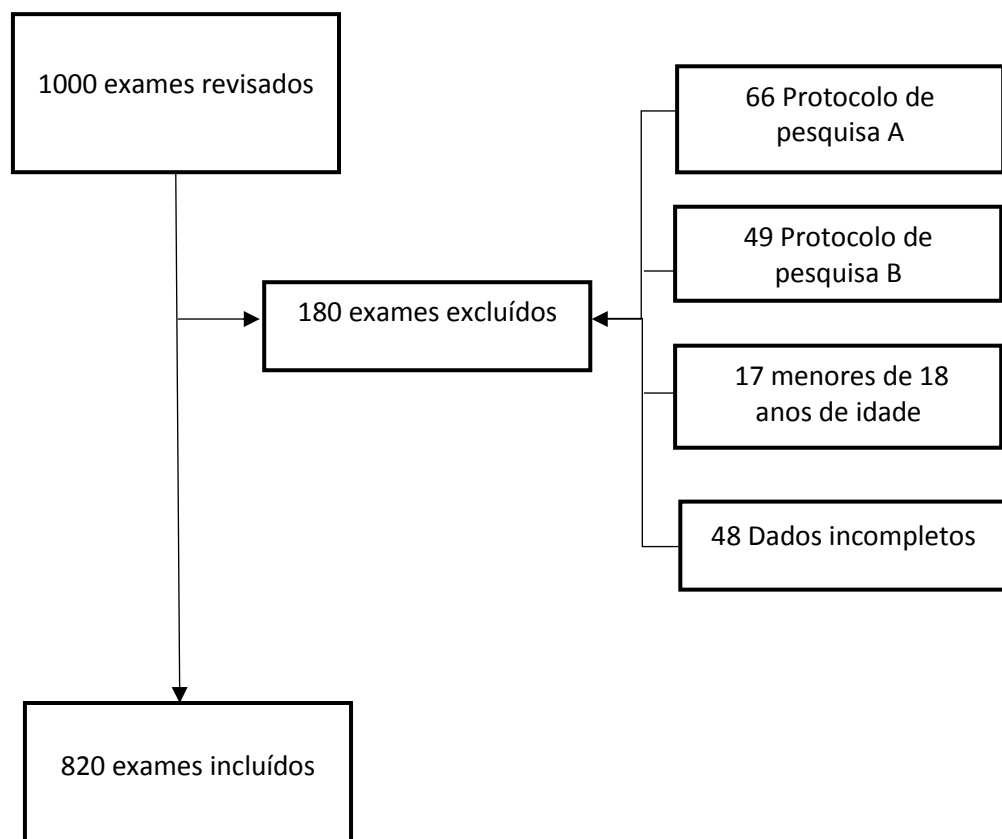 1000 exames revisados
66 Protocolo de
pesquisa A
49 Protocolo de
pesquisa B
180 exames excluídos
17 menores de 18
anos de idade
48 Dados incompletos
820 exames incluídos